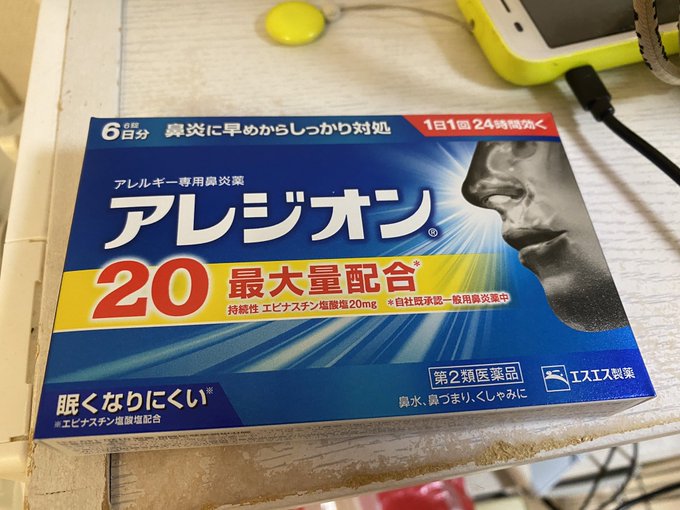 6日分 6錠 鼻炎に早めからしっかり対処 1日1回24時間効く
アレルギー専用鼻炎薬
アレジオン®
20 最大量配合*
持続性 エピナスチン塩酸塩20mg *自社既承認一般用鼻炎薬中
第2類医薬品 エスエス製薬
鼻水、鼻づまり、くしゃみに
眠くなりにくい※
※エピナスチン塩酸塩配合